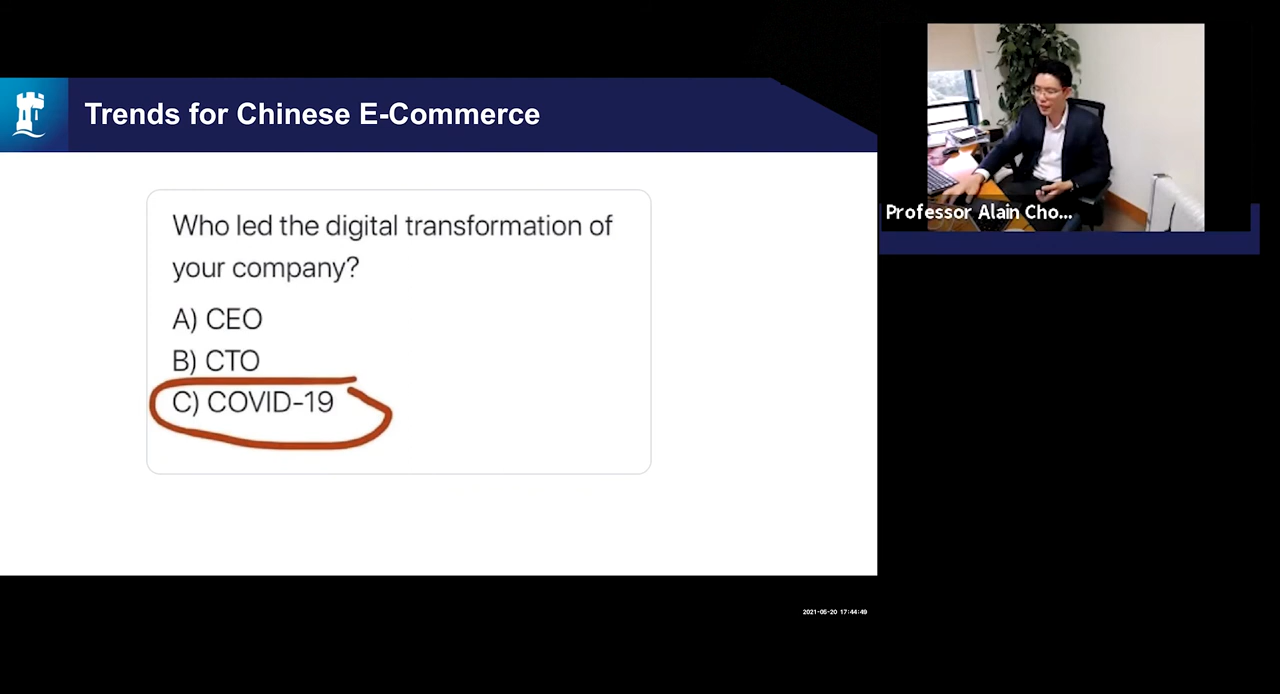 Trends for Chinese E-Commerce
Who led the digital transformation of
your company?
A) CEO
B) CTO
C) COVID-19
Professor Alain Cho...
2021-05-20 17:44:49